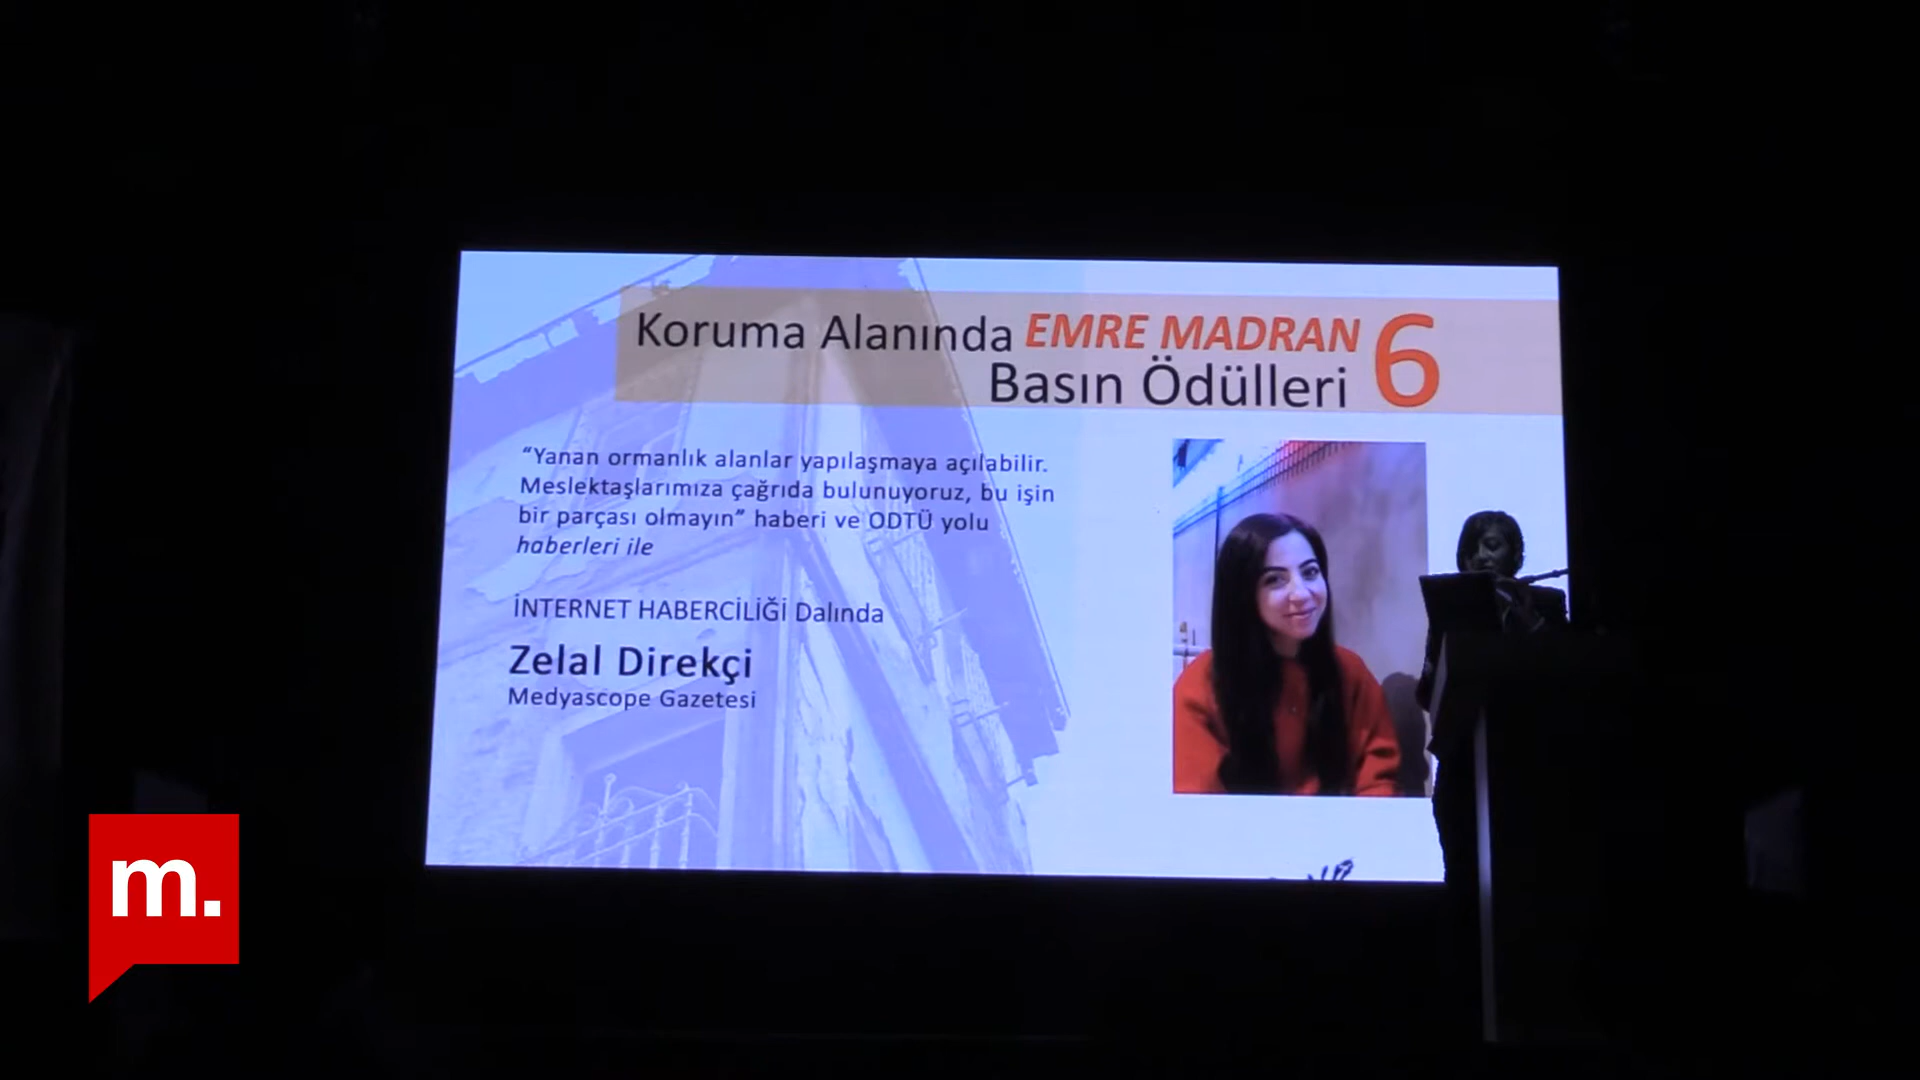 Koruma Alanında EMRE MADRAN 6
Basın Ödülleri
“Yanan ormanlık alanlar yapılaşmaya açılabilir.
Meslektaşlarımıza çağrıda bulunuyoruz, bu işin
bir parçası olmayın” haberi ve ODTÜ yolu
haberleri ile
İNTERNET HABERCİLİĞİ Dalında
Zelal Direkçi
Medyascope Gazetesi
m.